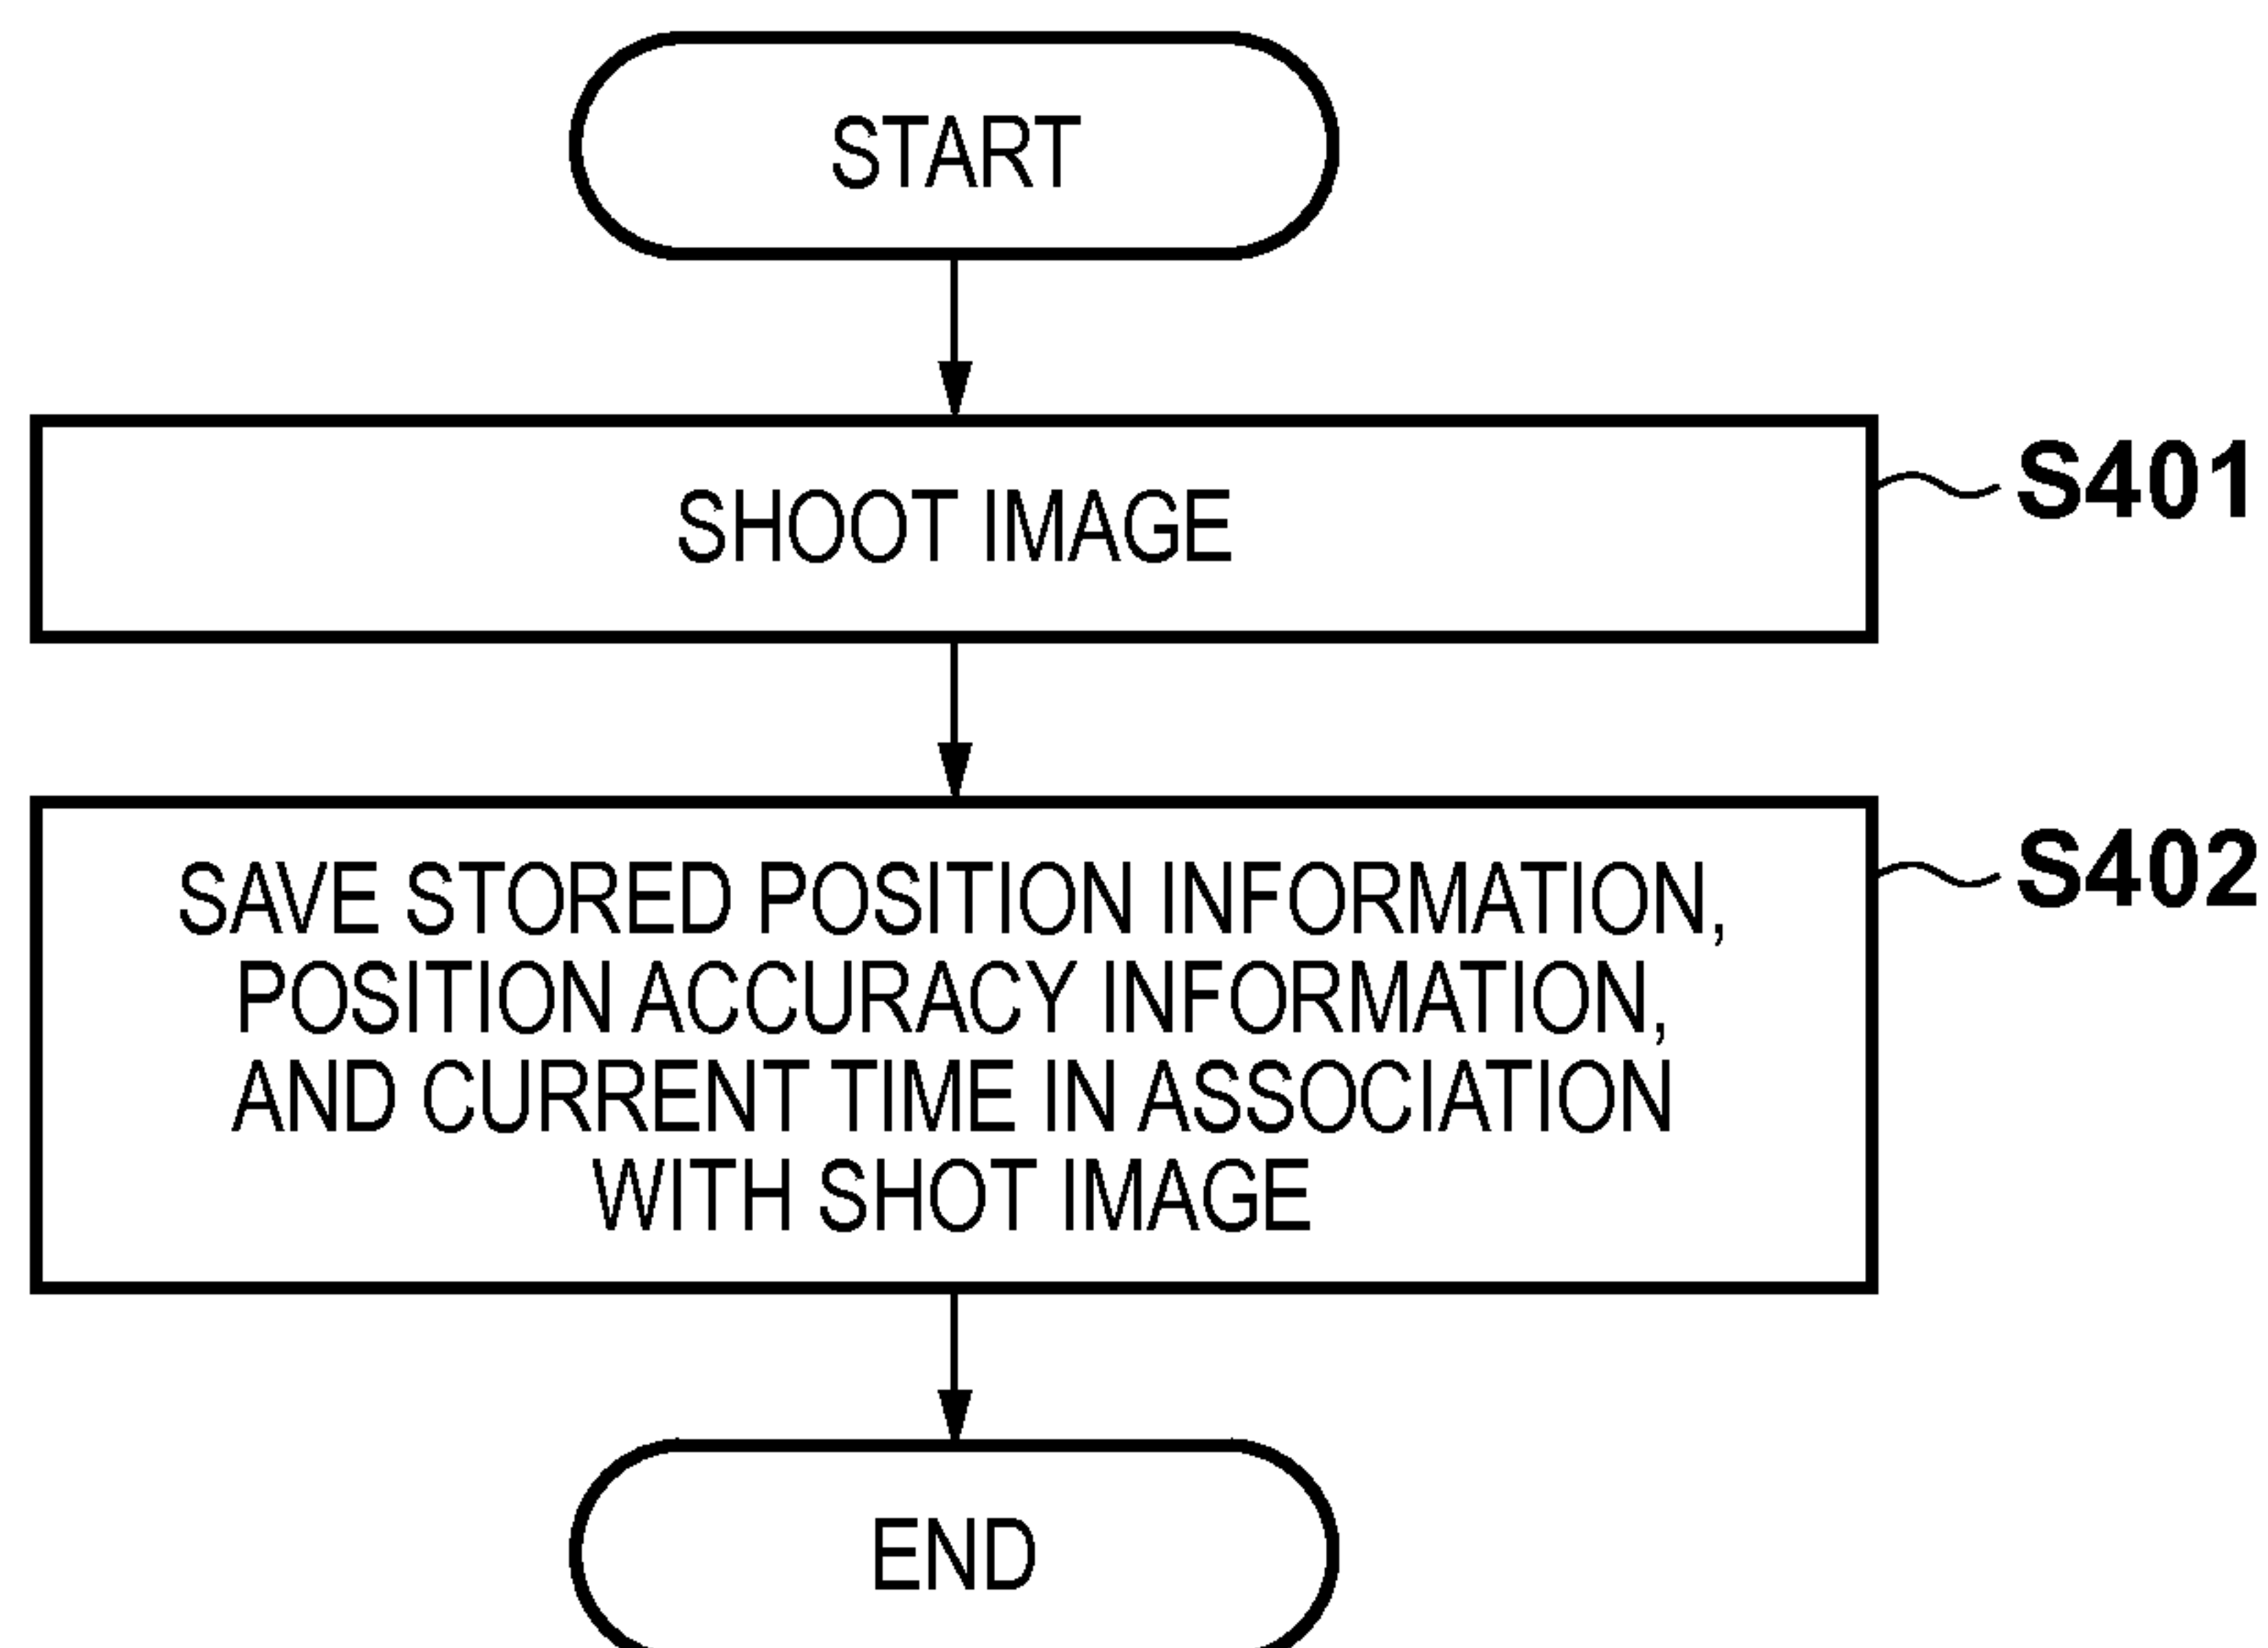 START
SHOOT IMAGE
S401
SAVE STORED POSITION INFORMATION,
POSITION ACCURACY INFORMATION,
AND CURRENT TIME IN ASSOCIATION
WITH SHOT IMAGE
S402
END